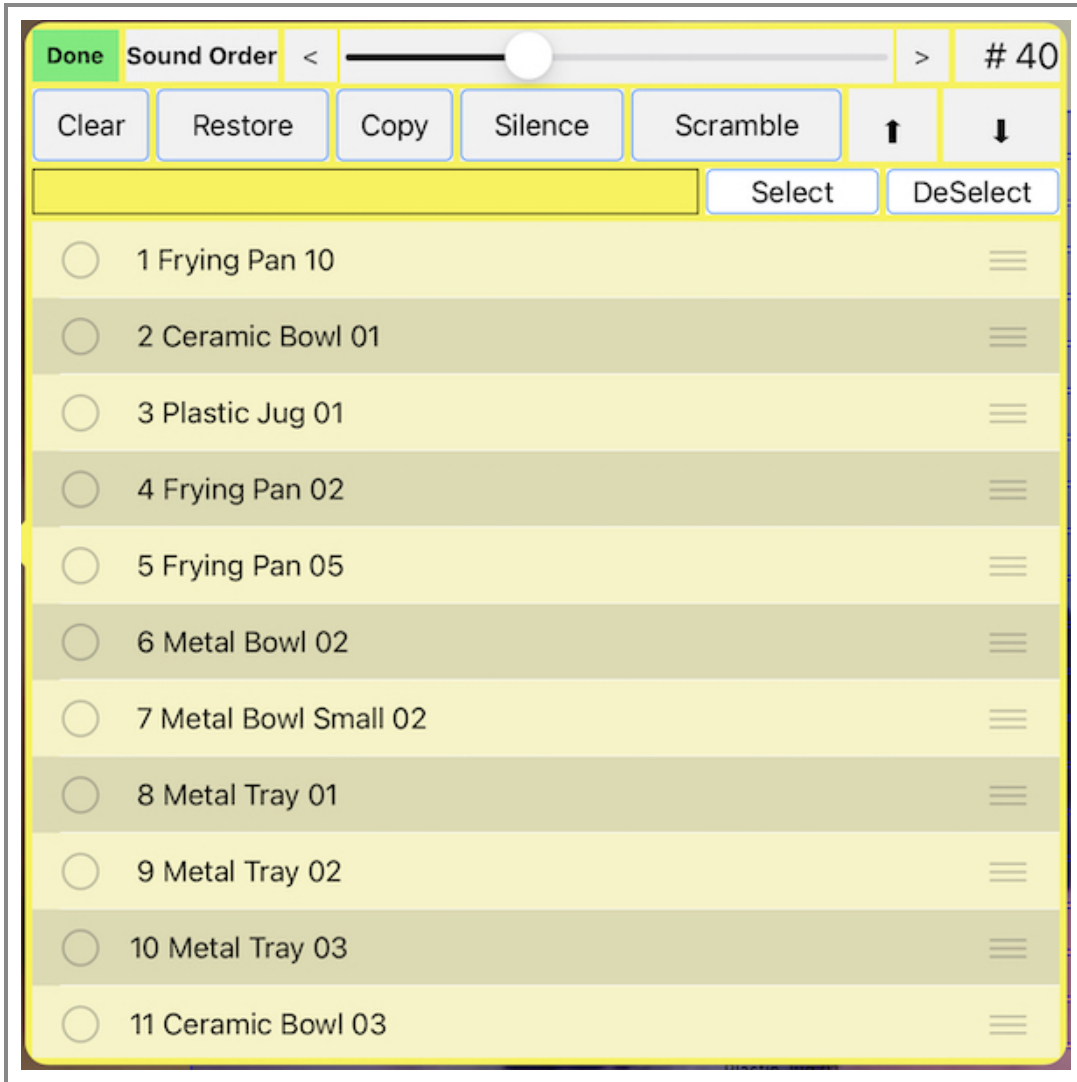 Done Sound Order < > # 40
Clear Restore Copy Silence Scramble ⬆ ⬇
Select DeSelect
1 Frying Pan 10
2 Ceramic Bowl 01
3 Plastic Jug 01
4 Frying Pan 02
5 Frying Pan 05
6 Metal Bowl 02
7 Metal Bowl Small 02
8 Metal Tray 01
9 Metal Tray 02
10 Metal Tray 03
11 Ceramic Bowl 03